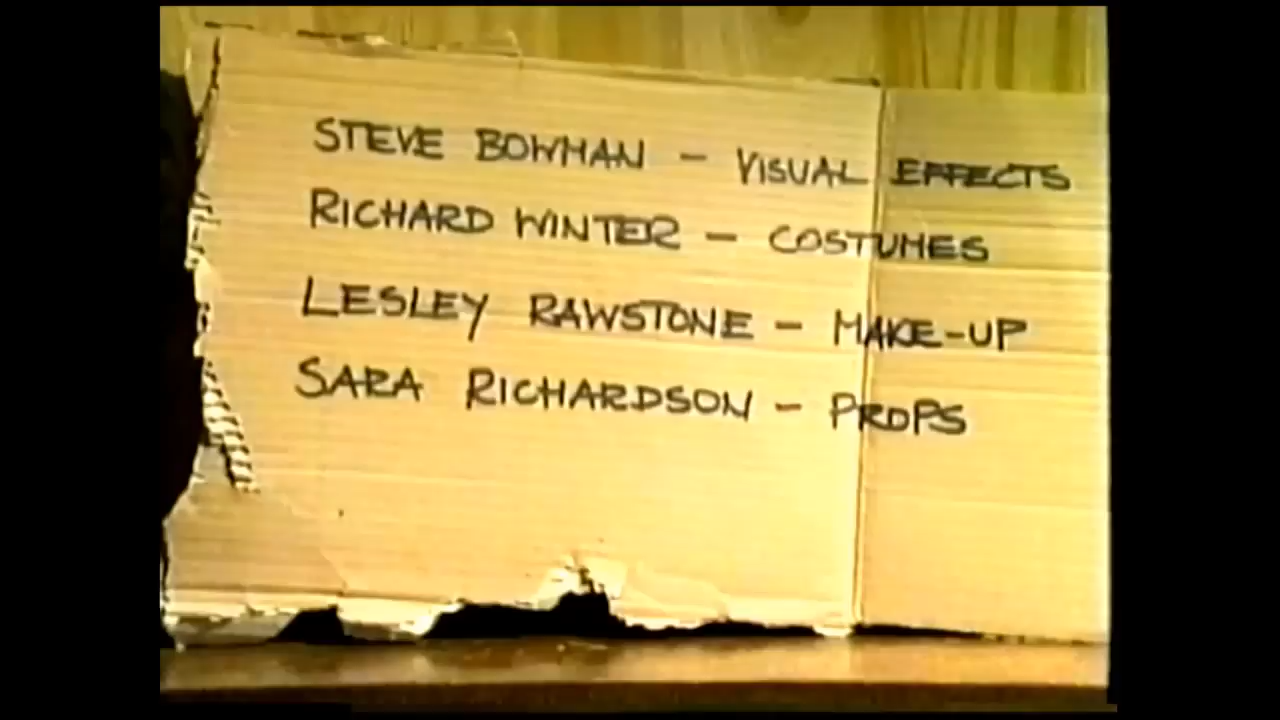 STEVE BOWMAN - VISUAL EFFECTS
RICHARD WINTER - COSTUMES
LESLEY RAWSTONE - MAKE-UP
SARA RICHARDSON - PROPS